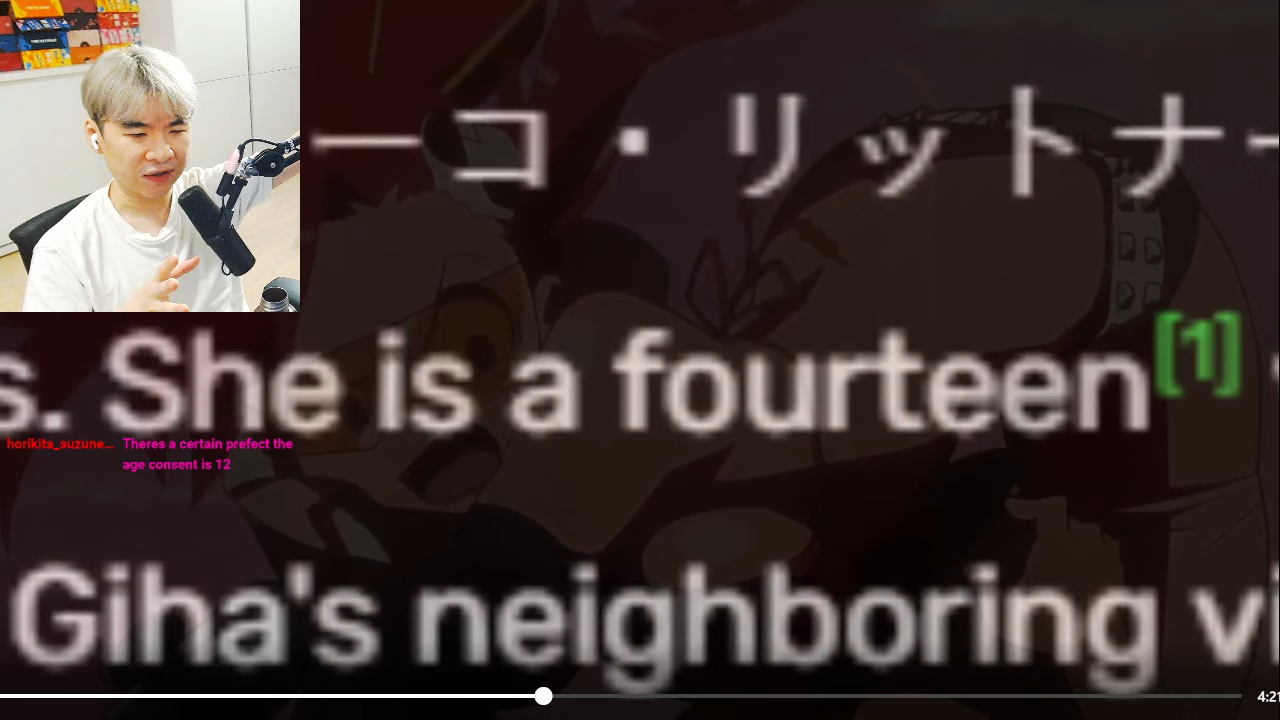 ーコ・リットナー
s. She is a fourteen[1]
horikita_suzune... Theres a certain prefect the
age consent is 12
Giha's neighboring vi
4:21